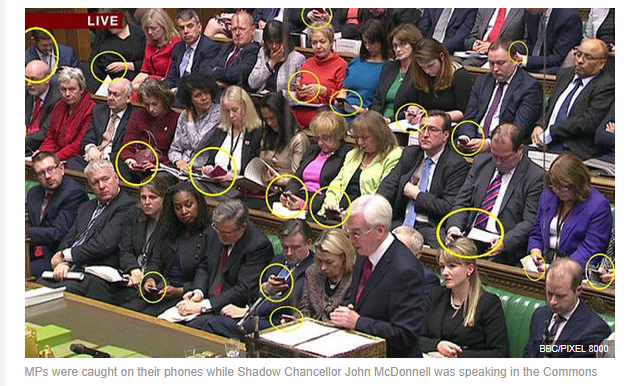 LIVE
BBC/PIXEL 8000
MPs were caught on their phones while Shadow Chancellor John McDonnell was speaking in the Commons